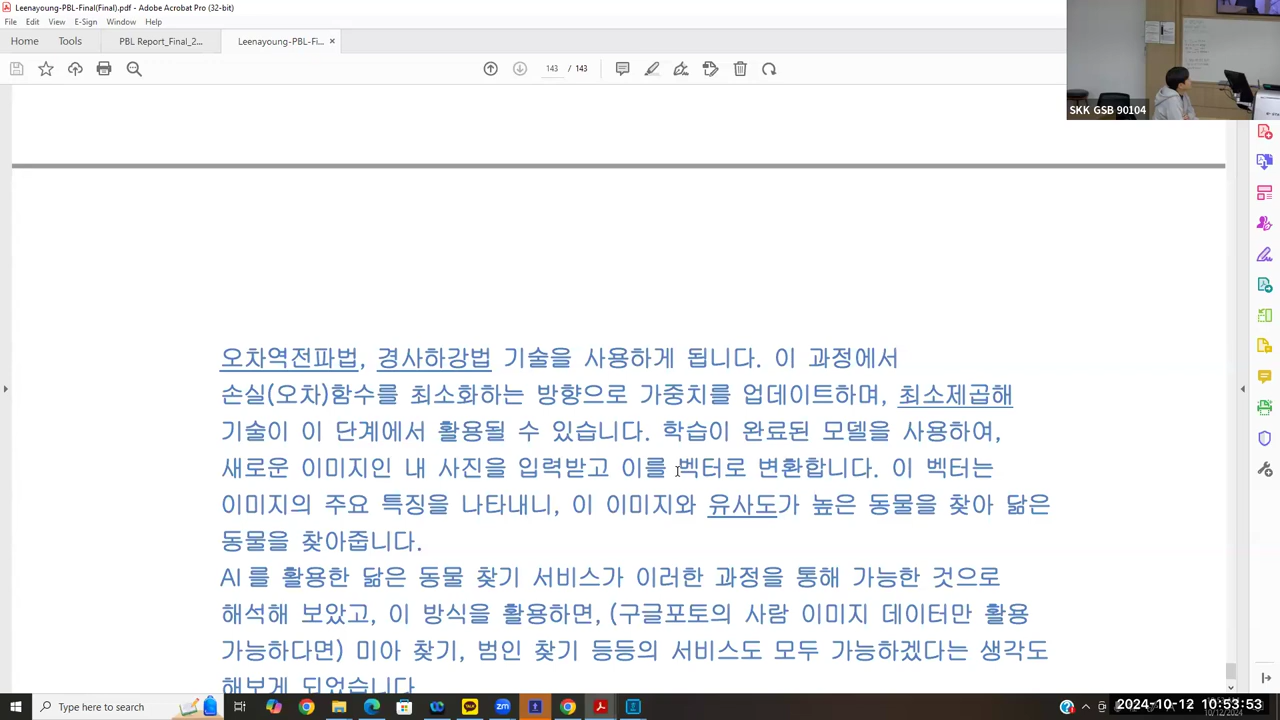 Leenayoung-PBL-Final(Final).pdf - Adobe Acrobat Pro (32-bit)
File Edit View E-Sign Window Help
Home Tools PBL Report_Final_2... Leenayoung-PBL-Fi... ×
143 / 143
SKK GSB 90104
오차역전파법, 경사하강법 기술을 사용하게 됩니다. 이 과정에서
손실(오차)함수를 최소화하는 방향으로 가중치를 업데이트하며, 최소제곱해
기술이 이 단계에서 활용될 수 있습니다. 학습이 완료된 모델을 사용하여,
새로운 이미지인 내 사진을 입력받고 이를 벡터로 변환합니다. 이 벡터는
이미지의 주요 특징을 나타내니, 이 이미지와 유사도가 높은 동물을 찾아 닮은
동물을 찾아줍니다.
AI를 활용한 닮은 동물 찾기 서비스가 이러한 과정을 통해 가능한 것으로
해석해 보았고, 이 방식을 활용하면, (구글포토의 사람 이미지 데이터만 활용
가능하다면) 미아 찾기, 범인 찾기 등등의 서비스도 모두 가능하겠다는 생각도
해보게 되었습니다
Type here to search
2024-10-12 10:53:53